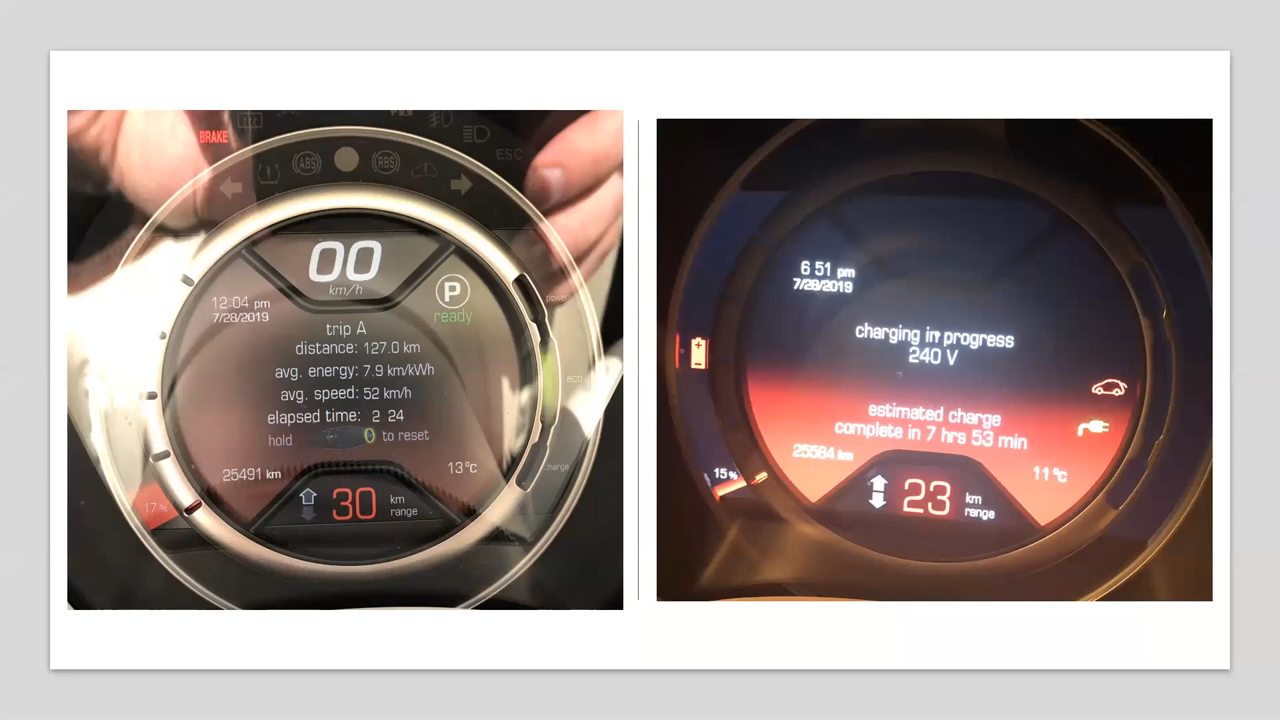 BRAKE
ABS
RBS
ESC
00
km/h
12:04 pm
7/28/2019
P
ready
power
trip A
distance: 127.0 km
avg. energy: 7.9 km/kWh
eco
avg. speed: 52 km/h
elapsed time: 2 24
hold 0 to reset
25491 km
13°c
charge
17%
30
km
range
6 51 pm
7/28/2019
charging in progress
240 V
estimated charge
complete in 7 hrs 53 min
25564 km
15%
11°c
23
km
range